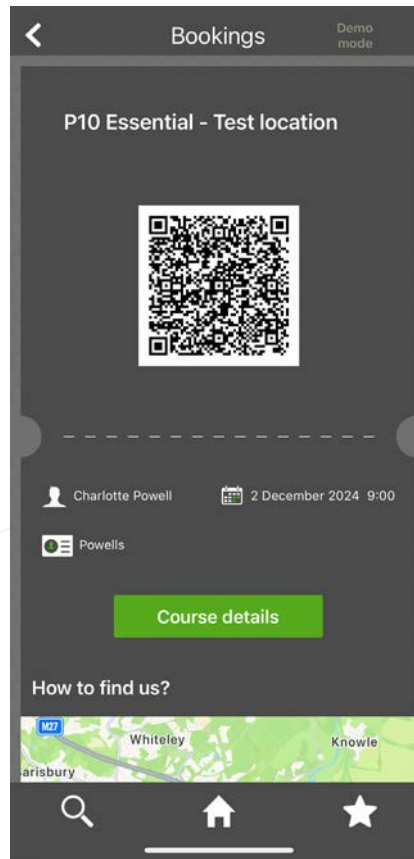 Bookings
Demo
mode
P10 Essential - Test location
Charlotte Powell
2 December 2024 9:00
Powells
Course details
How to find us?
M27
Whiteley
Knowle
arisbury